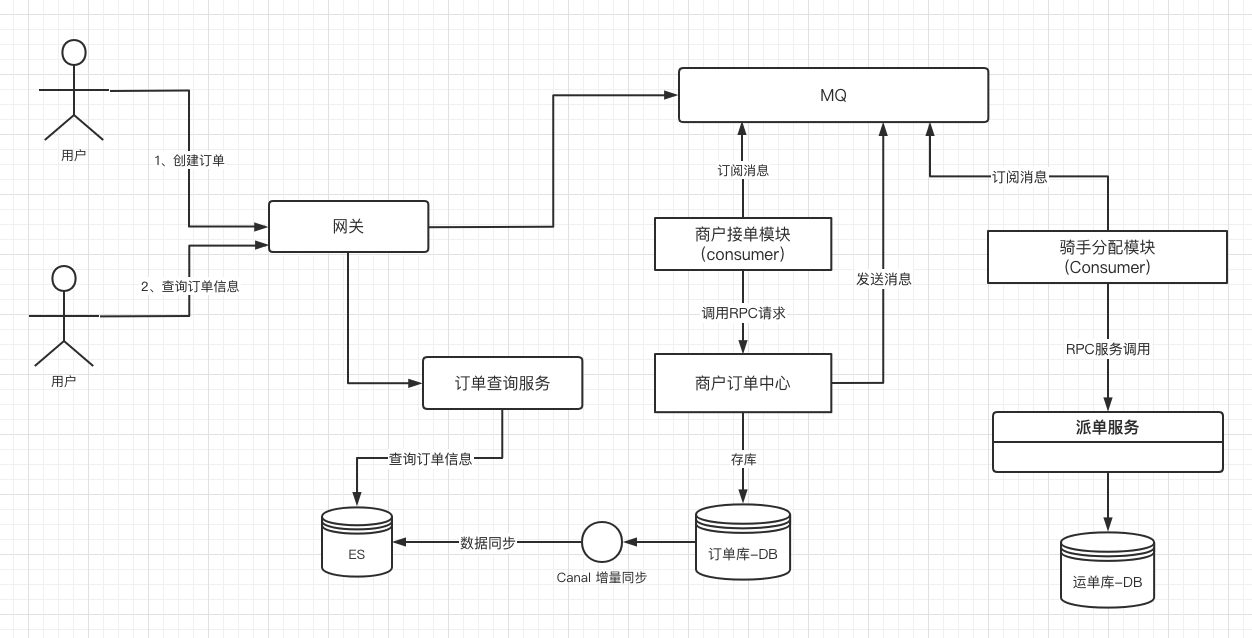 用户
1、创建订单
网关
用户
2、查询订单信息
订单查询服务
查询订单信息
ES
数据同步
Canal 增量同步
MQ
订阅消息
商户接单模块
(consumer)
调用RPC请求
商户订单中心
发送消息
存库
订单库-DB
订阅消息
骑手分配模块
(Consumer)
RPC服务调用
派单服务
运单库-DB